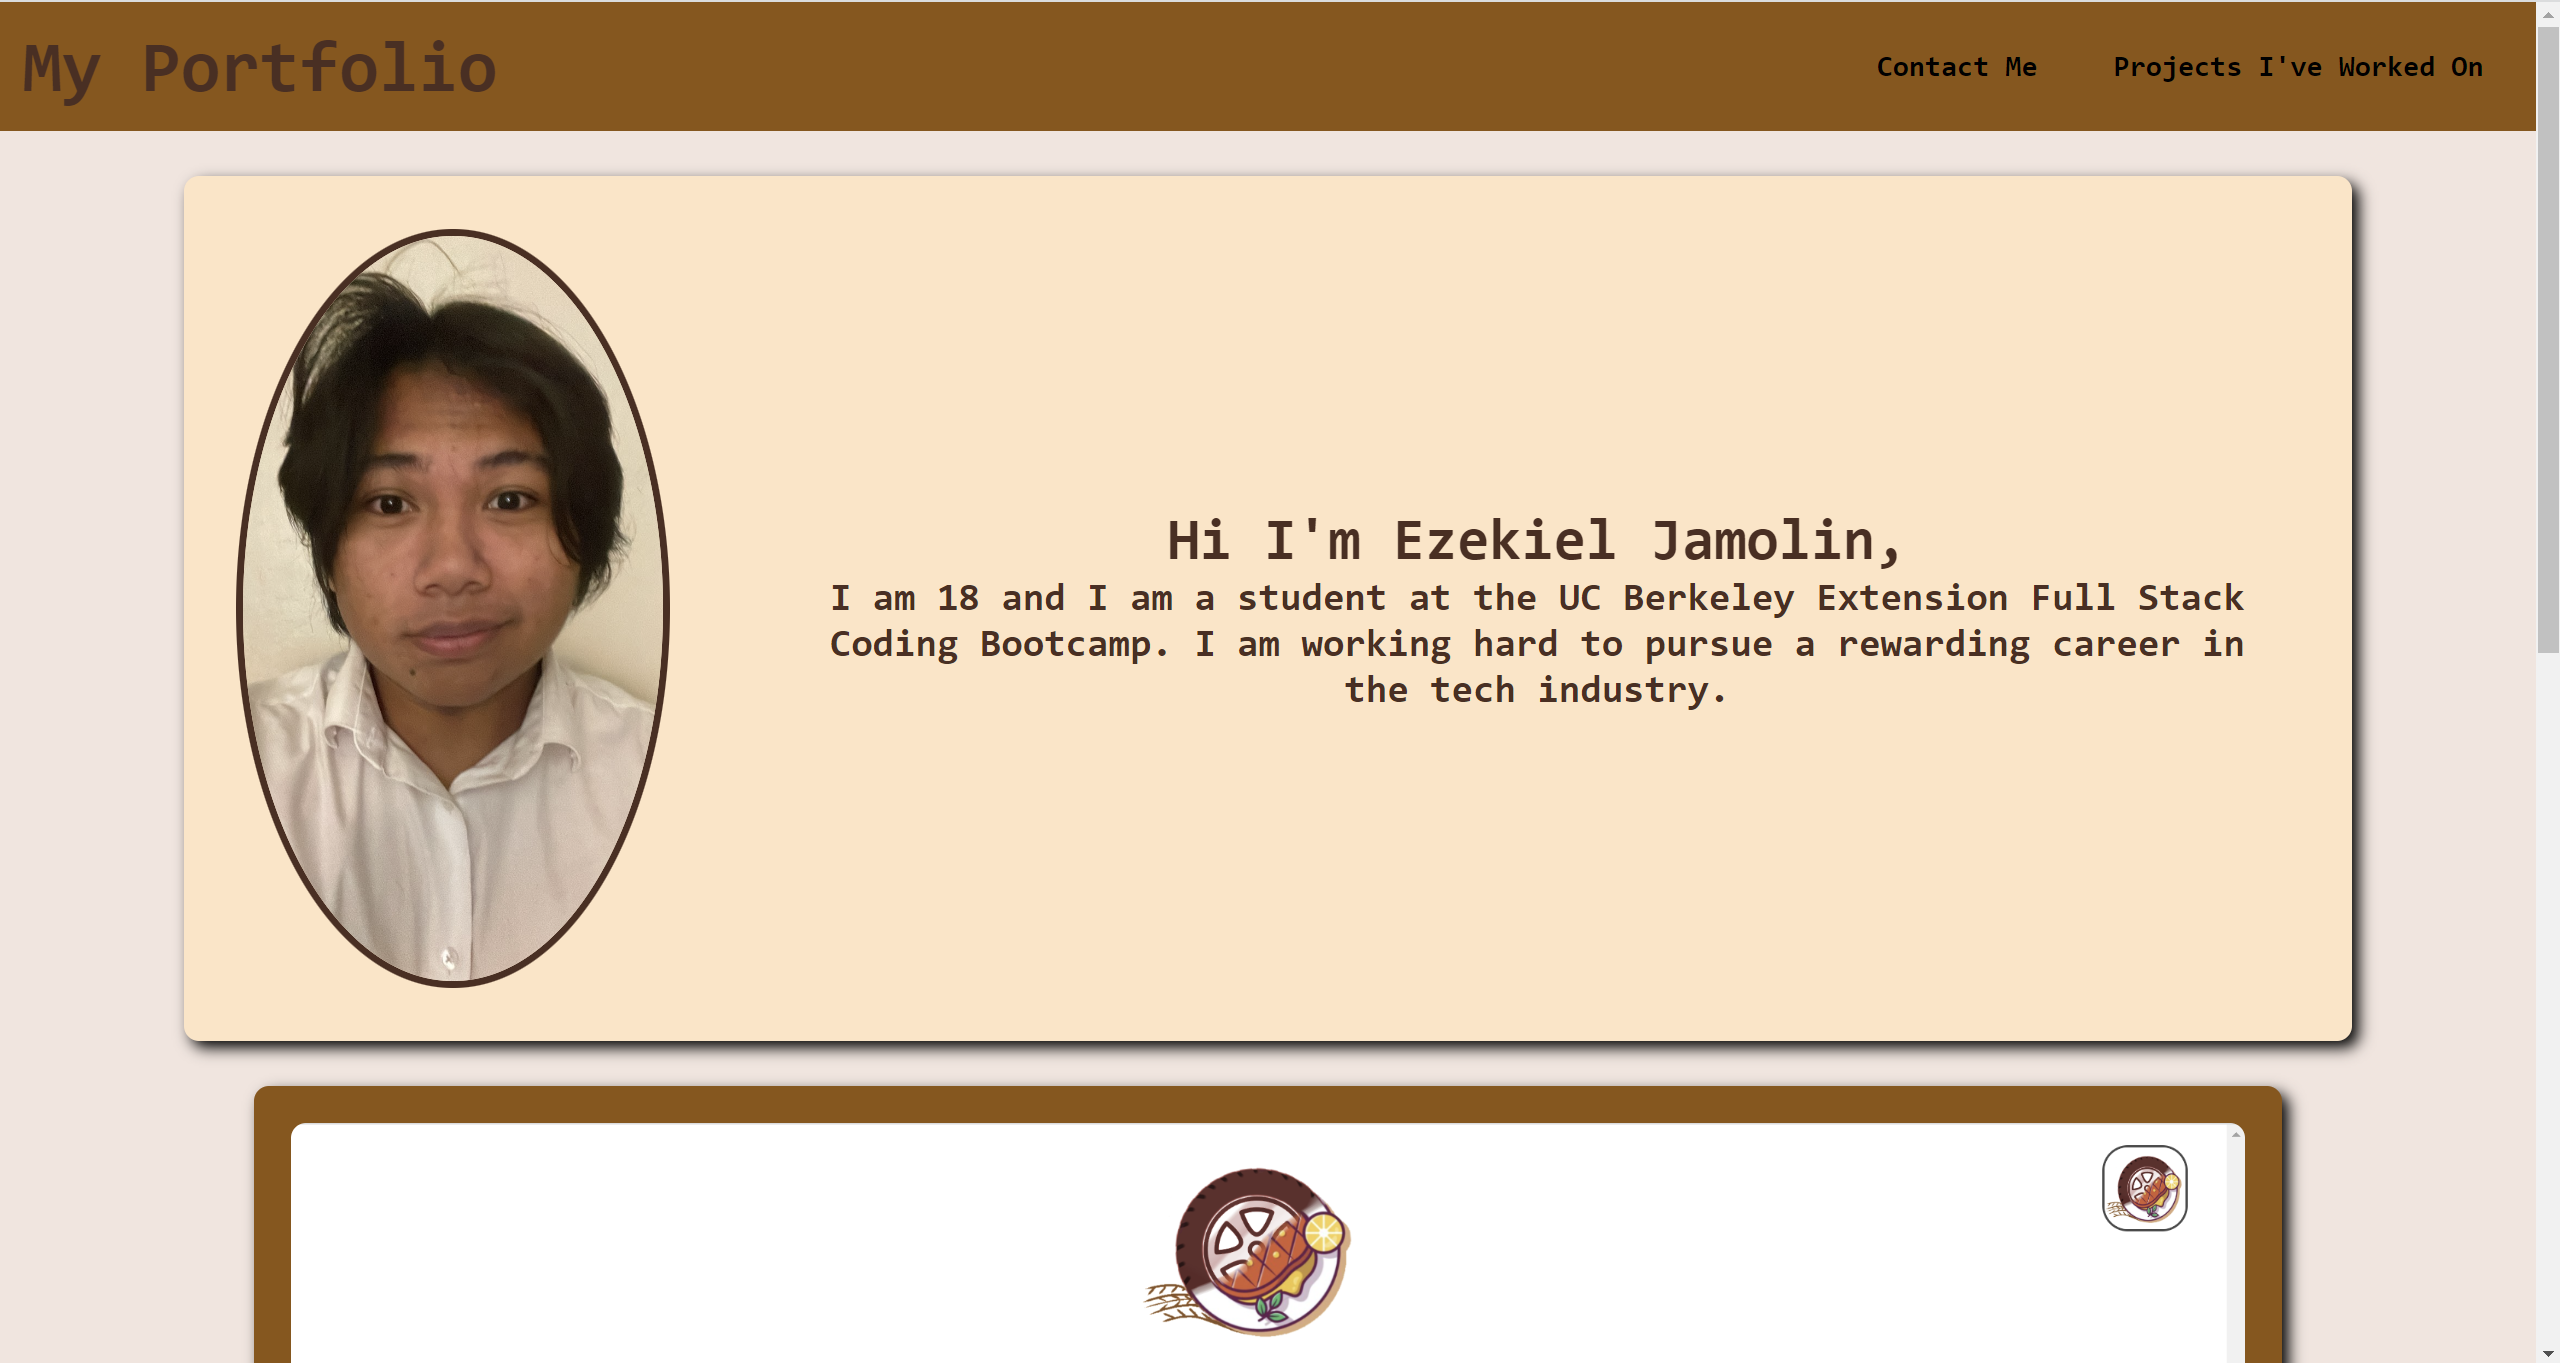 My Portfolio
Contact Me
Projects I've Worked On
Hi I'm Ezekiel Jamolin,
I am 18 and I am a student at the UC Berkeley Extension Full Stack
Coding Bootcamp. I am working hard to pursue a rewarding career in
the tech industry.